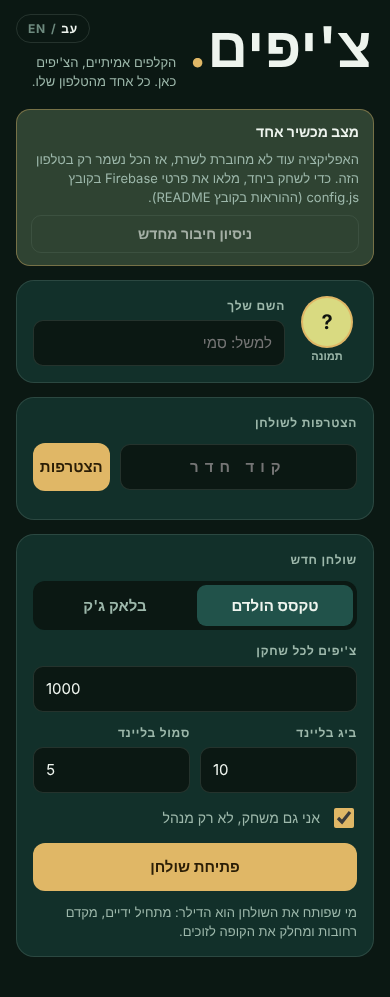 צ'יפים.
עב / EN
הקלפים אמיתיים, הצ'יפים
כאן. כל אחד מהטלפון שלו.
מצב מכשיר אחד
האפליקציה עוד לא מחוברת לשרת, אז הכל נשמר רק בטלפון
הזה. כדי לשחק ביחד, מלאו את פרטי Firebase בקובץ
config.js (ההוראות בקובץ README).
ניסיון חיבור מחדש
?
תמונה
השם שלך
למשל: סמי
הצטרפות לשולחן
קוד חדר
הצטרפות
שולחן חדש
טקסס הולדם
בלאק ג'ק
צ'יפים לכל שחקן
1000
ביג בליינד
סמול בליינד
10
5
אני גם משחק, לא רק מנהל
פתיחת שולחן
מי שפותח את השולחן הוא הדילר: מתחיל ידיים, מקדם
רחובות ומחלק את הקופה לזוכים.